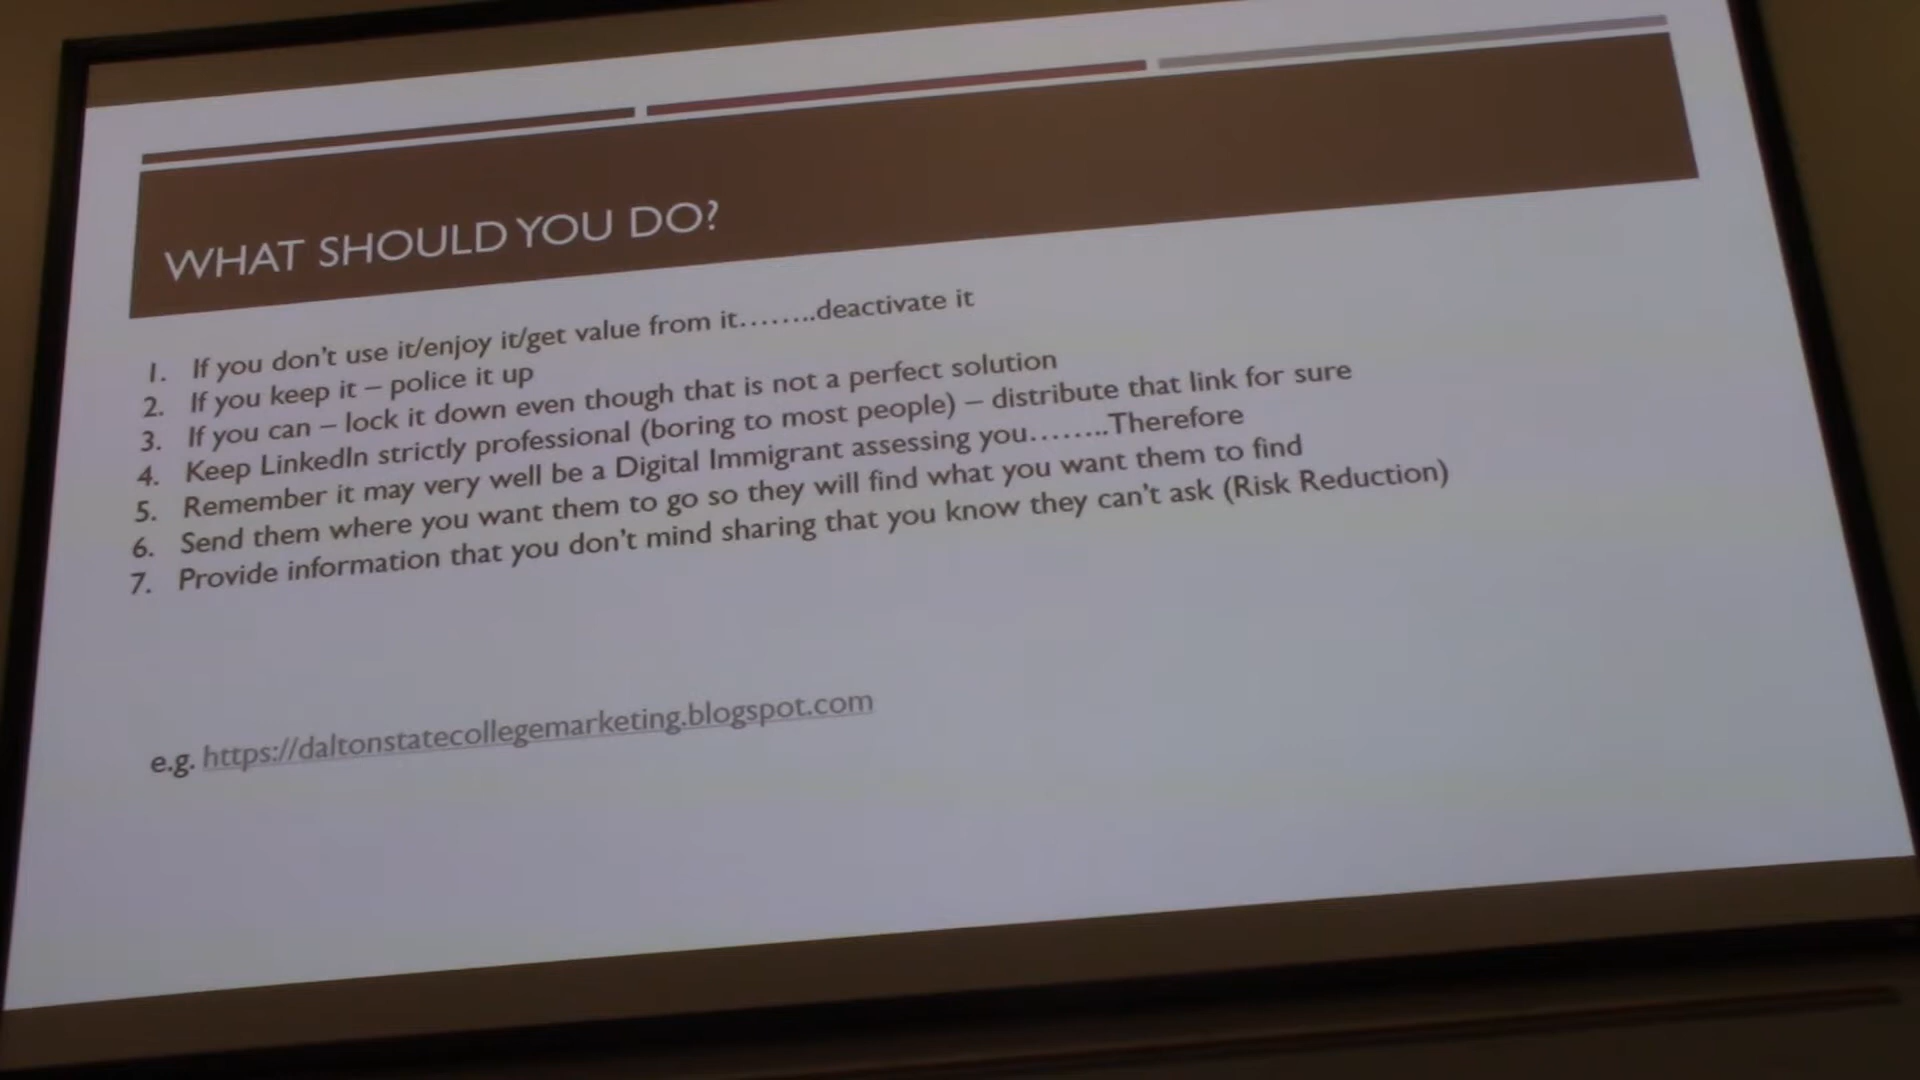 WHAT SHOULD YOU DO?
1. If you don't use it/enjoy it/get value from it........deactivate it
2. If you keep it – police it up
3. If you can – lock it down even though that is not a perfect solution
4. Keep LinkedIn strictly professional (boring to most people) – distribute that link for sure
5. Remember it may very well be a Digital Immigrant assessing you........Therefore
6. Send them where you want them to go so they will find what you want them to find
7. Provide information that you don't mind sharing that you know they can't ask (Risk Reduction)
e.g. https://daltonstatecollegemarketing.blogspot.com